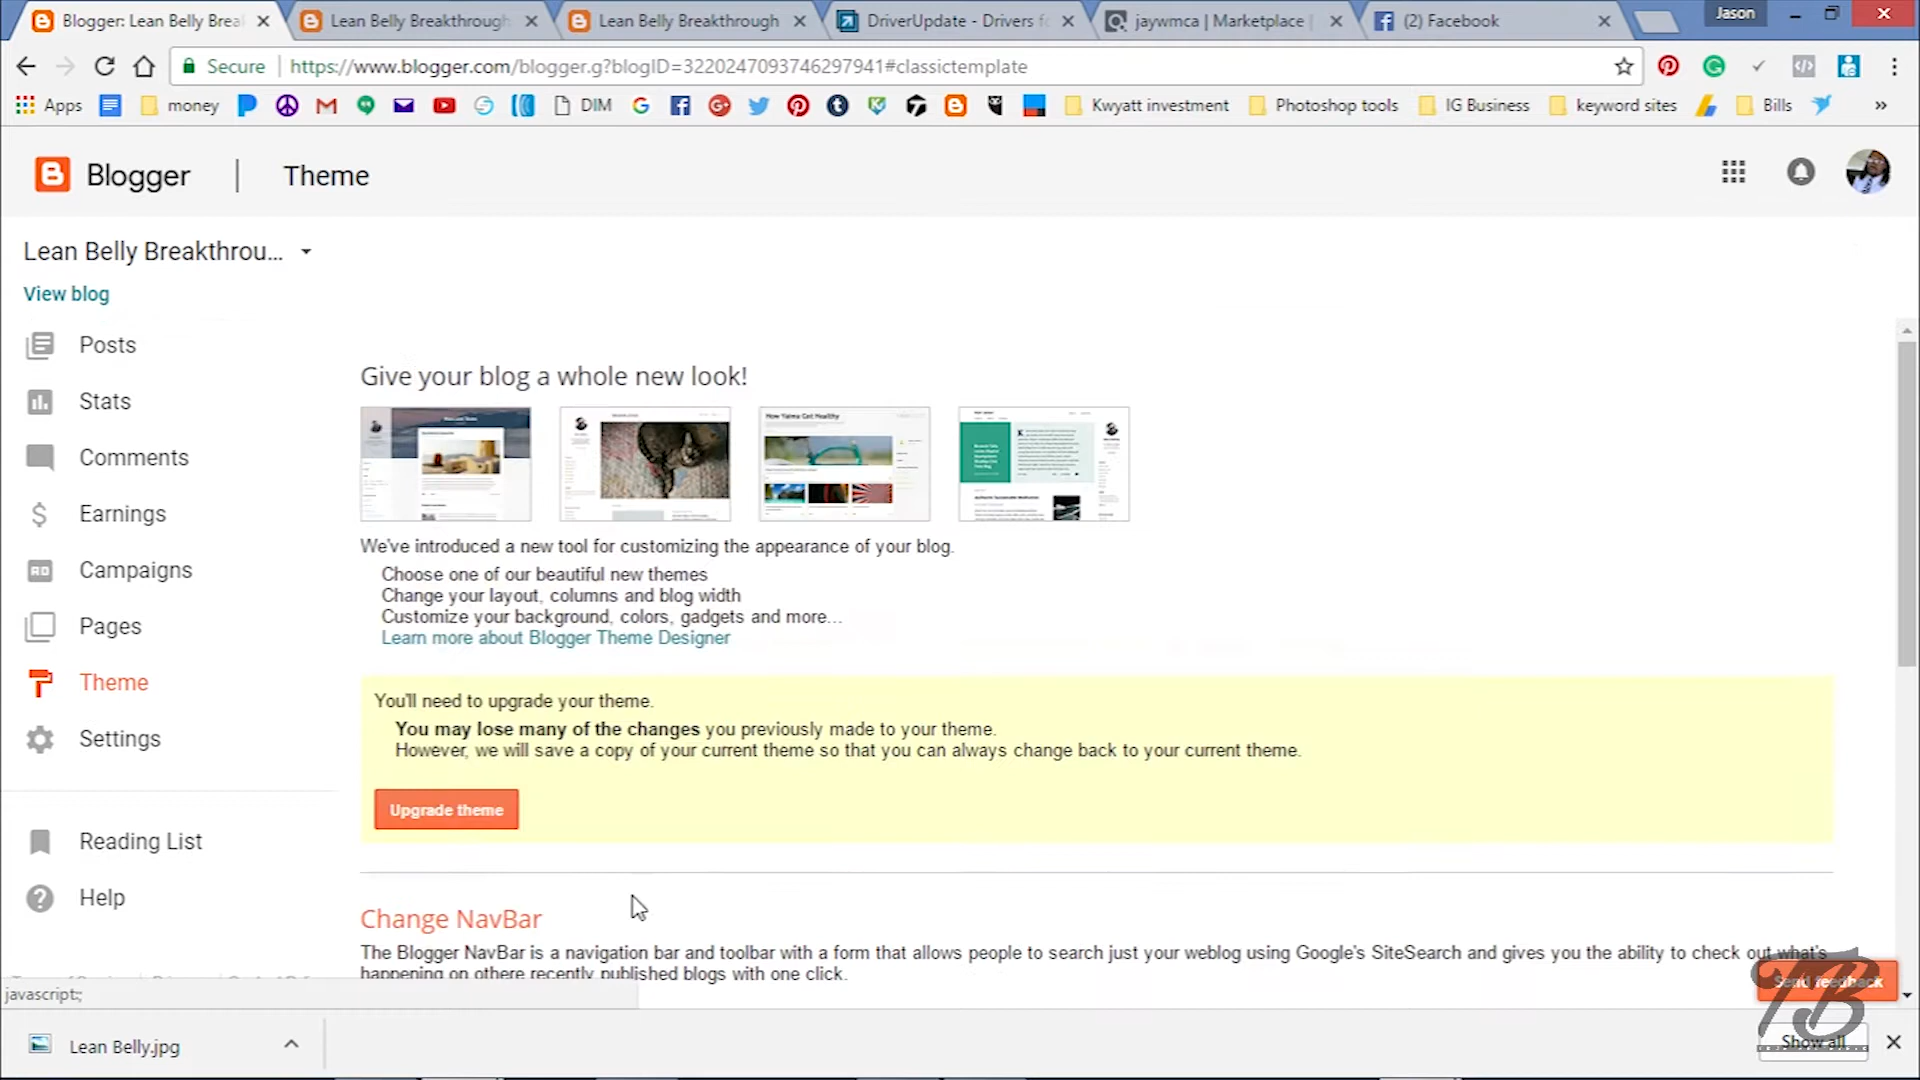 Blogger: Lean Belly Brea
Lean Belly Breakthrough
Lean Belly Breakthrough
DriverUpdate - Drivers fo
jaywmca | Marketplace |
(2) Facebook
Jason
Secure
https://www.blogger.com/blogger.g?blogID=3220247093746297941#classictemplate
Apps
money
DIM
Kwyatt investment
Photoshop tools
IG Business
keyword sites
Bills
»
Blogger | Theme
Lean Belly Breakthrou...
View blog
Posts
Stats
Comments
Earnings
Campaigns
Pages
Theme
Settings
Reading List
Help
Give your blog a whole new look!
How Yaima Got Healthy
We've introduced a new tool for customizing the appearance of your blog.
Choose one of our beautiful new themes
Change your layout, columns and blog width
Customize your background, colors, gadgets and more...
Learn more about Blogger Theme Designer
You'll need to upgrade your theme.
You may lose many of the changes you previously made to your theme.
However, we will save a copy of your current theme so that you can always change back to your current theme.
Upgrade theme
Change NavBar
The Blogger NavBar is a navigation bar and toolbar with a form that allows people to search just your weblog using Google's SiteSearch and gives you the ability to check out what's
happening on othere recently published blogs with one click.
Send feedback
javascript:;
Lean Belly.jpg
Show all
TB